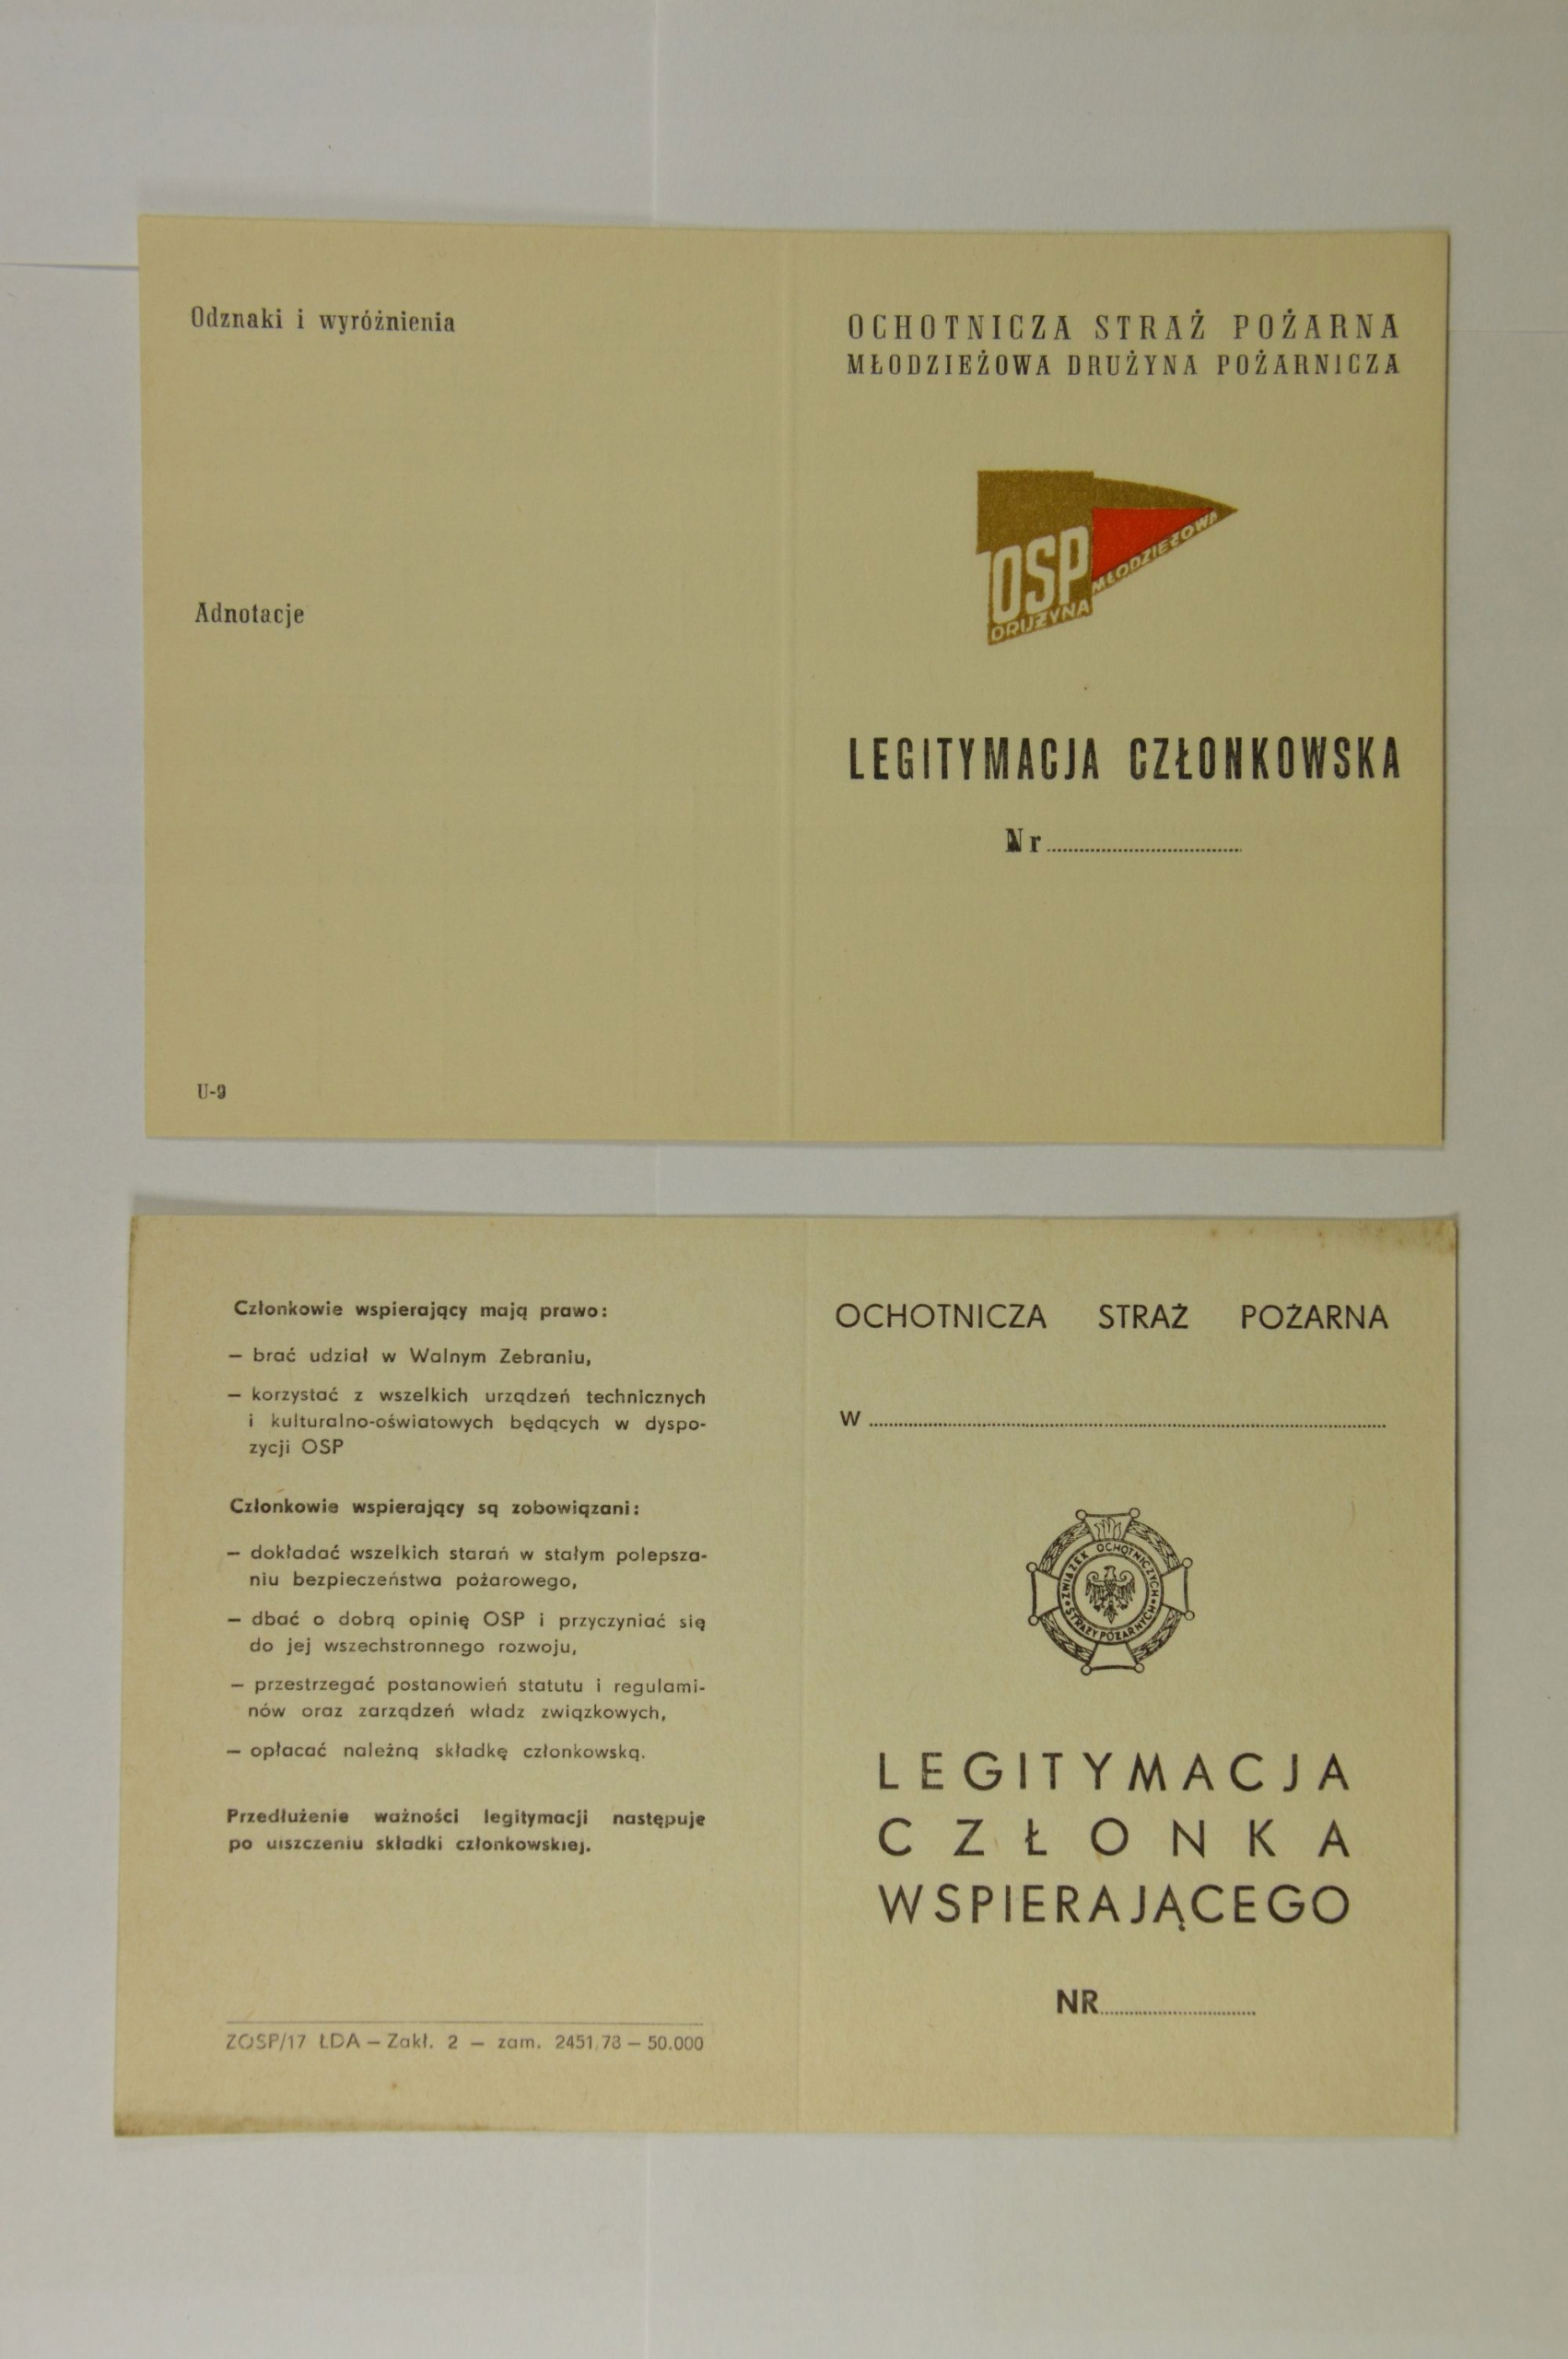 Odznaki i wyróżnienia
Adnotacje
U-9
OCHOTNICZA STRAŻ POŻARNA
MŁODZIEŻOWA DRUŻYNA POŻARNICZA
OSP
DRUŻYNA
MŁODZIEŻOWA
LEGITYMACJA CZŁONKOWSKA
Nr
Członkowie wspierający mają prawo:
– brać udział w Walnym Zebraniu,
– korzystać z wszelkich urządzeń technicznych
i kulturalno-oświatowych będących w dyspo-
zycji OSP
Członkowie wspierający są zobowiązani:
– dokładać wszelkich starań w stałym polepsza-
niu bezpieczeństwa pożarowego,
– dbać o dobrą opinię OSP i przyczyniać się
do jej wszechstronnego rozwoju,
– przestrzegać postanowień statutu i regulami-
nów oraz zarządzeń władz związkowych,
– opłacać należną składkę członkowską.
Przedłużenie ważności legitymacji następuje
po uiszczeniu składki członkowskiej.
ZOSP/17 ŁDA – Zakł. 2 – zam. 2451/78 – 50.000
OCHOTNICZA STRAŻ POŻARNA
W
ZWIĄZEK OCHOTNICZYCH
STRAŻY POŻARNYCH
LEGITYMACJA
CZŁONKA
WSPIERAJĄCEGO
NR